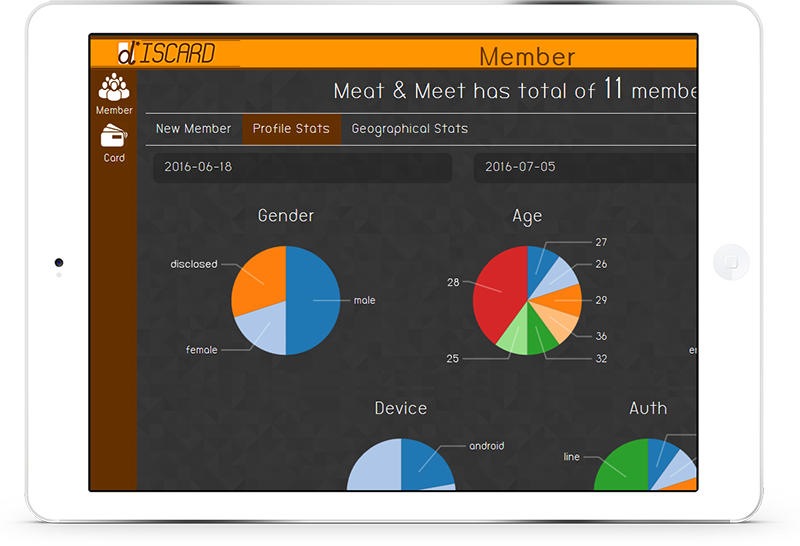 d'ISCARD
Member
Meat & Meet has total of 11 membe
Member
Card
New Member
Profile Stats
Geographical Stats
2016-06-18
2016-07-05
Gender
disclosed
male
female
Age
27
26
28
29
36
25
32
Device
android
Auth
line